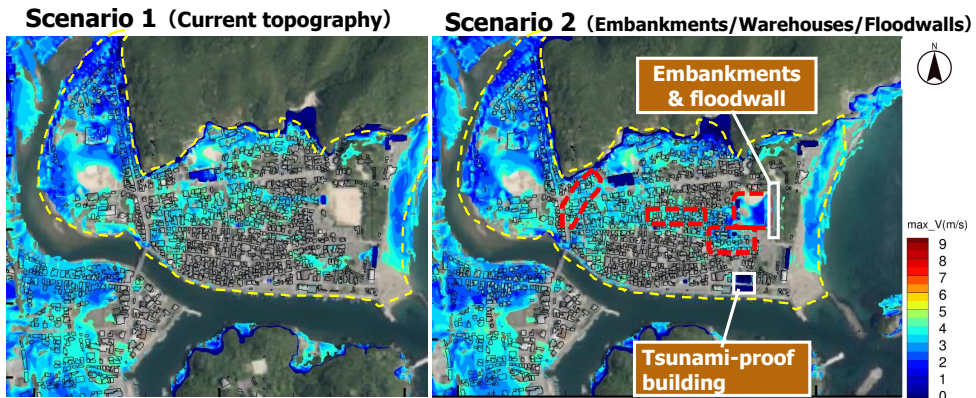 Scenario 1 (Current topography)
Scenario 2 (Embankments/Warehouses/Floodwalls)
N
Embankments
& floodwall
Tsunami-proof
building
max_V(m/s)
9
8
7
6
5
4
3
2
1
0